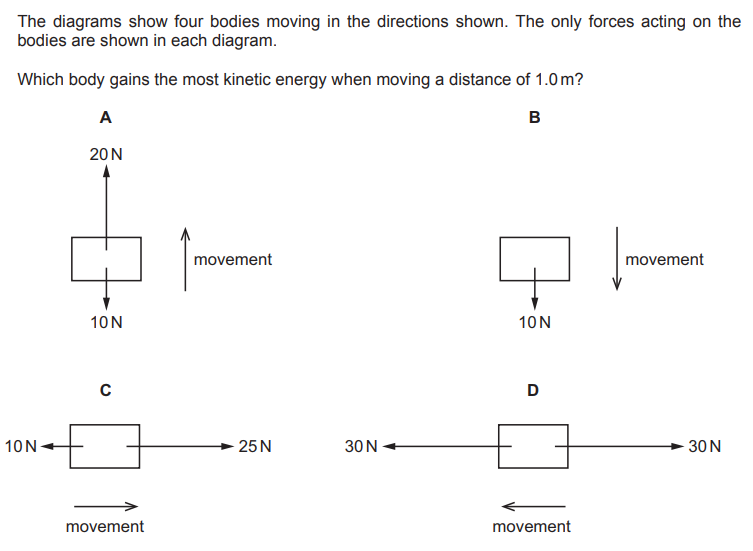 The diagrams show four bodies moving in the directions shown. The only forces acting on the
bodies are shown in each diagram.
Which body gains the most kinetic energy when moving a distance of 1.0 m?
A
B
20 N
movement
movement
10 N
10 N
C
D
10 N
25 N
30 N
30 N
movement
movement